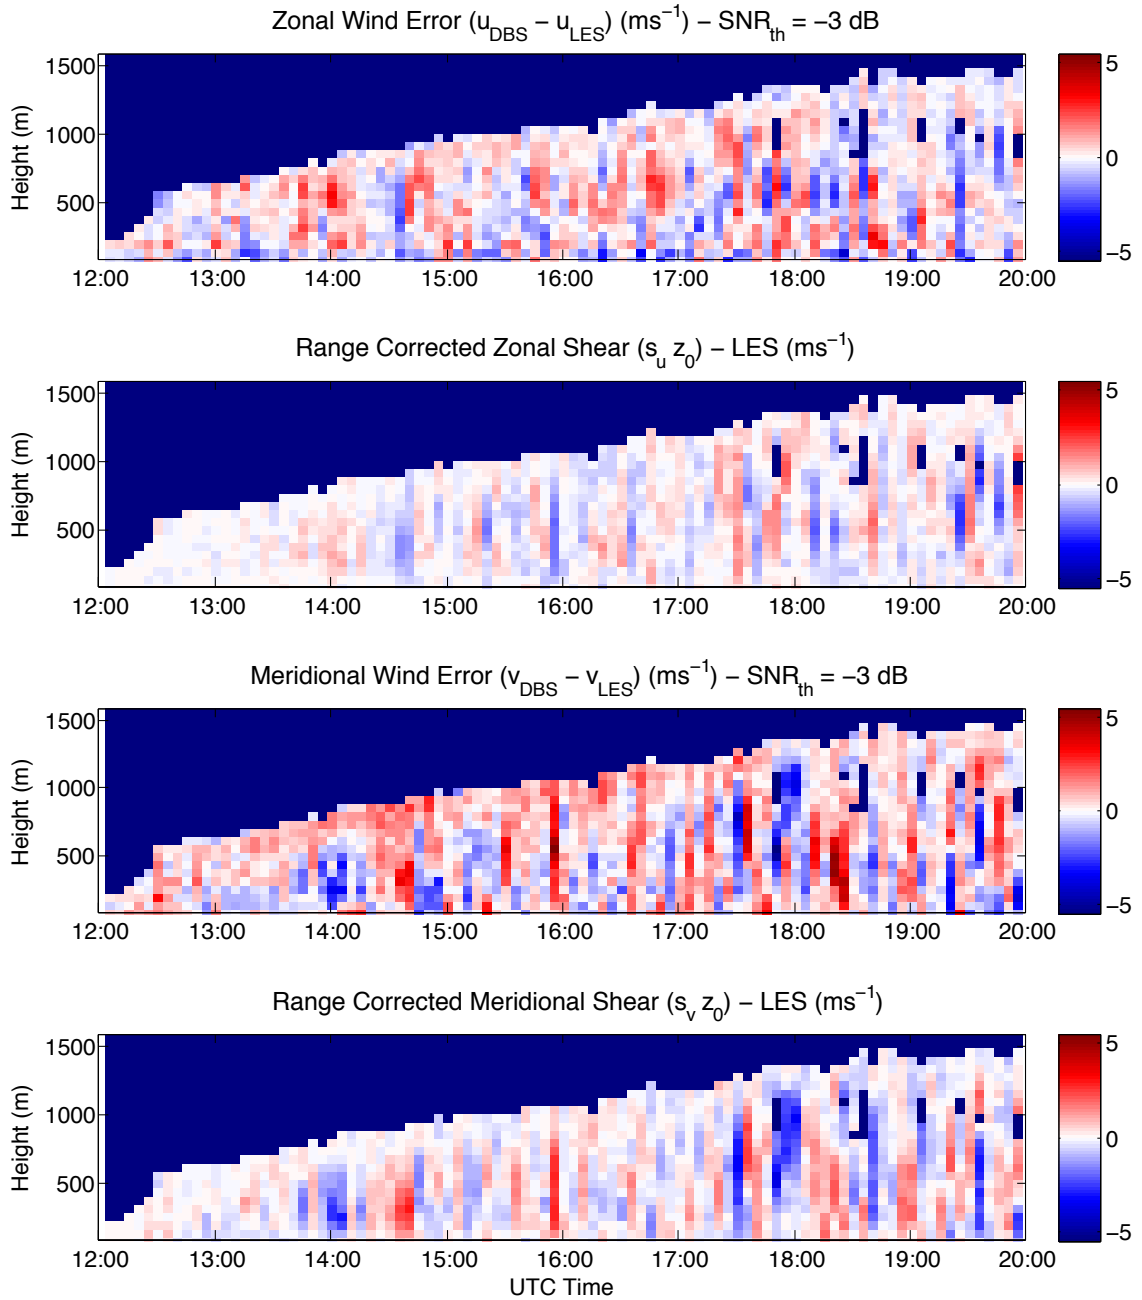 Zonal Wind Error (u_DBS − u_LES) (ms⁻¹) − SNR_th = −3 dB
1500
1000
500
Height (m)
5
0
−5
12:00 13:00 14:00 15:00 16:00 17:00 18:00 19:00 20:00
Range Corrected Zonal Shear (s_u z_0) − LES (ms⁻¹)
1500
1000
500
Height (m)
5
0
−5
12:00 13:00 14:00 15:00 16:00 17:00 18:00 19:00 20:00
Meridional Wind Error (v_DBS − v_LES) (ms⁻¹) − SNR_th = −3 dB
1500
1000
500
Height (m)
5
0
−5
12:00 13:00 14:00 15:00 16:00 17:00 18:00 19:00 20:00
Range Corrected Meridional Shear (s_v z_0) − LES (ms⁻¹)
1500
1000
500
Height (m)
5
0
−5
12:00 13:00 14:00 15:00 16:00 17:00 18:00 19:00 20:00
UTC Time